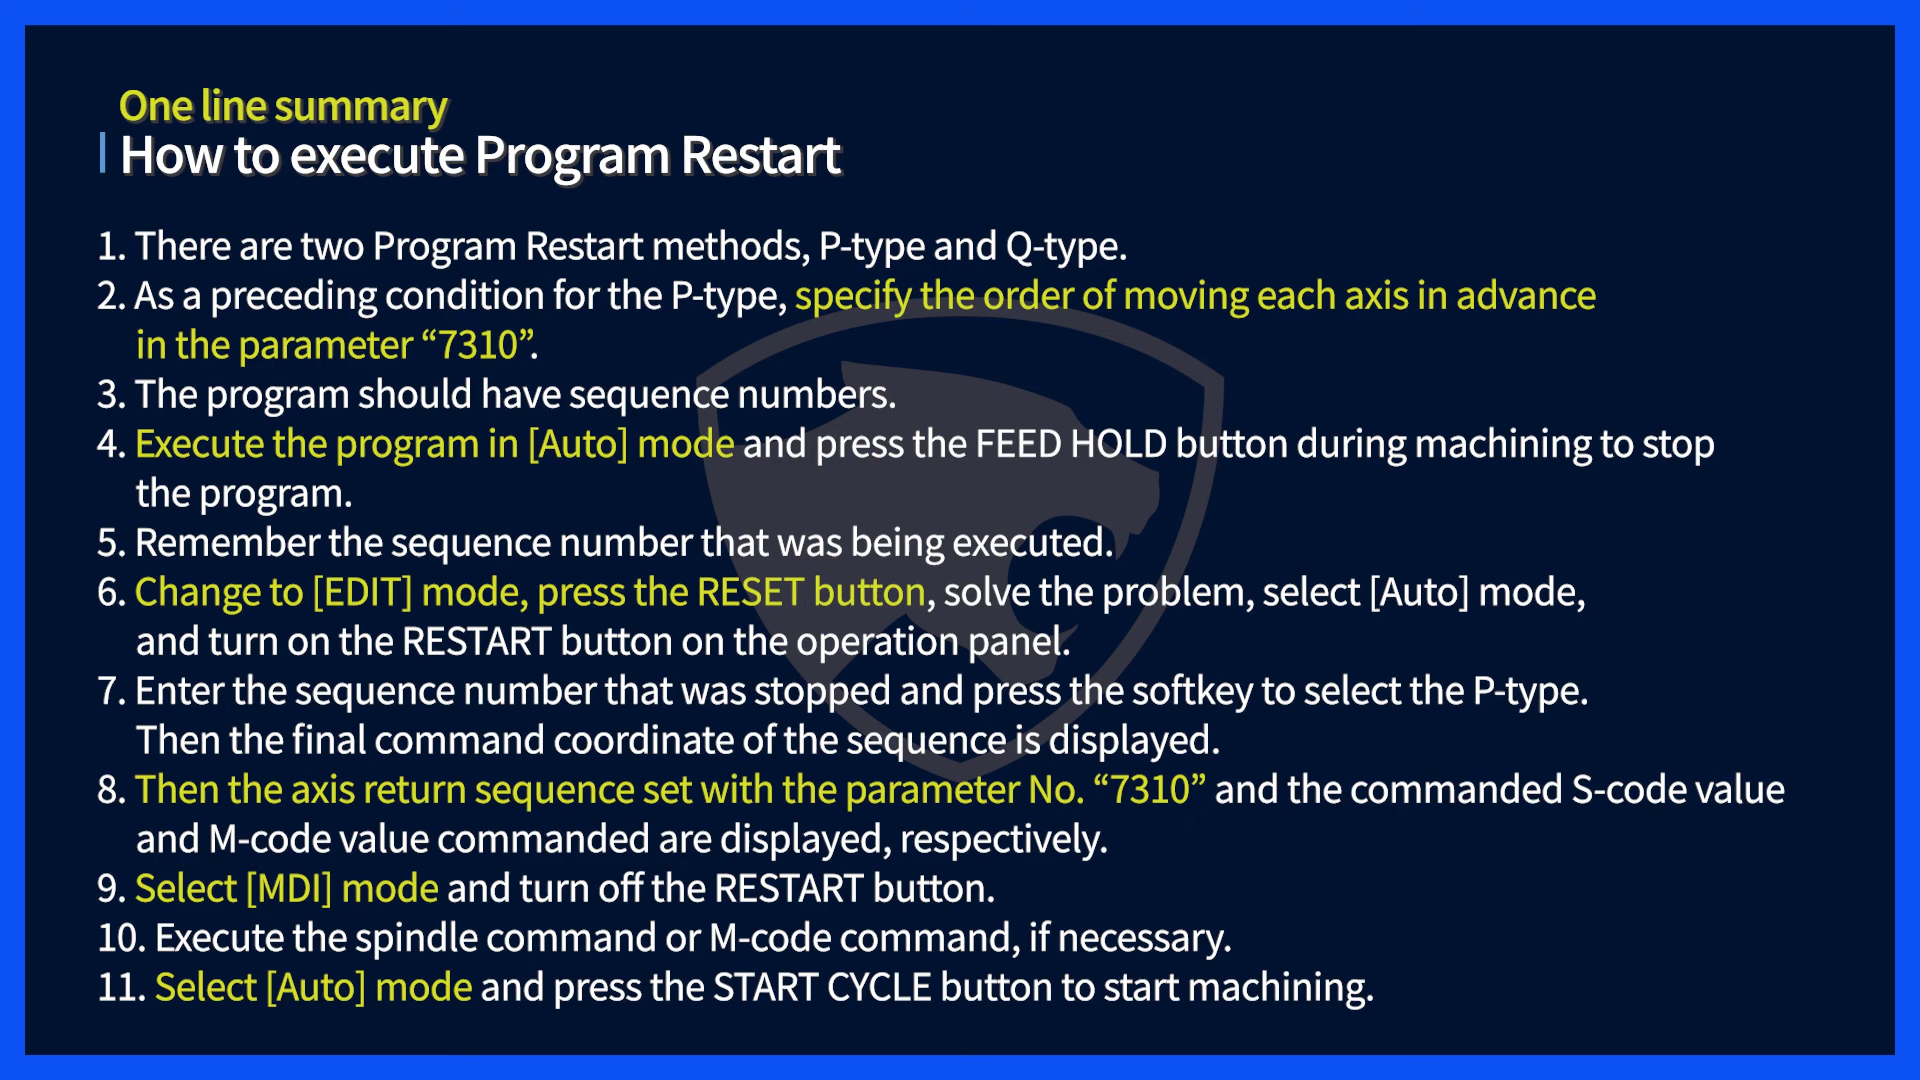 One line summary
How to execute Program Restart
1. There are two Program Restart methods, P-type and Q-type.
2. As a preceding condition for the P-type, specify the order of moving each axis in advance
in the parameter “7310”.
3. The program should have sequence numbers.
4. Execute the program in [Auto] mode and press the FEED HOLD button during machining to stop
the program.
5. Remember the sequence number that was being executed.
6. Change to [EDIT] mode, press the RESET button, solve the problem, select [Auto] mode,
and turn on the RESTART button on the operation panel.
7. Enter the sequence number that was stopped and press the softkey to select the P-type.
Then the final command coordinate of the sequence is displayed.
8. Then the axis return sequence set with the parameter No. “7310” and the commanded S-code value
and M-code value commanded are displayed, respectively.
9. Select [MDI] mode and turn off the RESTART button.
10. Execute the spindle command or M-code command, if necessary.
11. Select [Auto] mode and press the START CYCLE button to start machining.